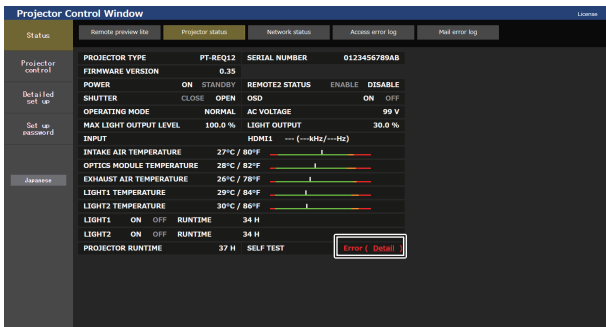 Projector Control Window
License
Status
Remote preview lite
Projector status
Network status
Access error log
Mail error log
Projector control
Detailed set up
Set up password
Japanese
PROJECTOR TYPE PT-REQ12 SERIAL NUMBER 0123456789AB
FIRMWARE VERSION 0.35
POWER ON STANDBY REMOTE2 STATUS ENABLE DISABLE
SHUTTER CLOSE OPEN OSD ON OFF
OPERATING MODE NORMAL AC VOLTAGE 99 V
MAX LIGHT OUTPUT LEVEL 100.0 % LIGHT OUTPUT 30.0 %
INPUT HDMI1 --- (---kHz/---Hz)
INTAKE AIR TEMPERATURE 27°C / 80°F
OPTICS MODULE TEMPERATURE 28°C / 82°F
EXHAUST AIR TEMPERATURE 26°C / 78°F
LIGHT1 TEMPERATURE 29°C / 84°F
LIGHT2 TEMPERATURE 30°C / 86°F
LIGHT1 ON OFF RUNTIME 34 H
LIGHT2 ON OFF RUNTIME 34 H
PROJECTOR RUNTIME 37 H SELF TEST Error ( Detail )